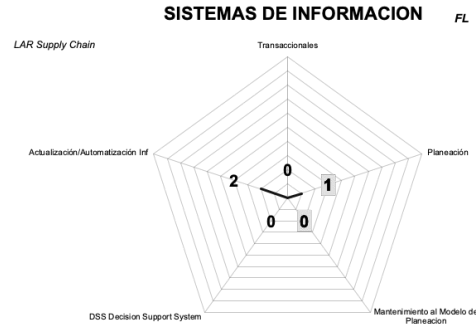 SISTEMAS DE INFORMACION
FL
LAR Supply Chain
Transaccionales
Actualización/Automatización Inf
Planeación
0
2
1
0
0
DSS Decision Support System
Mantenimiento al Modelo de
Planeacion